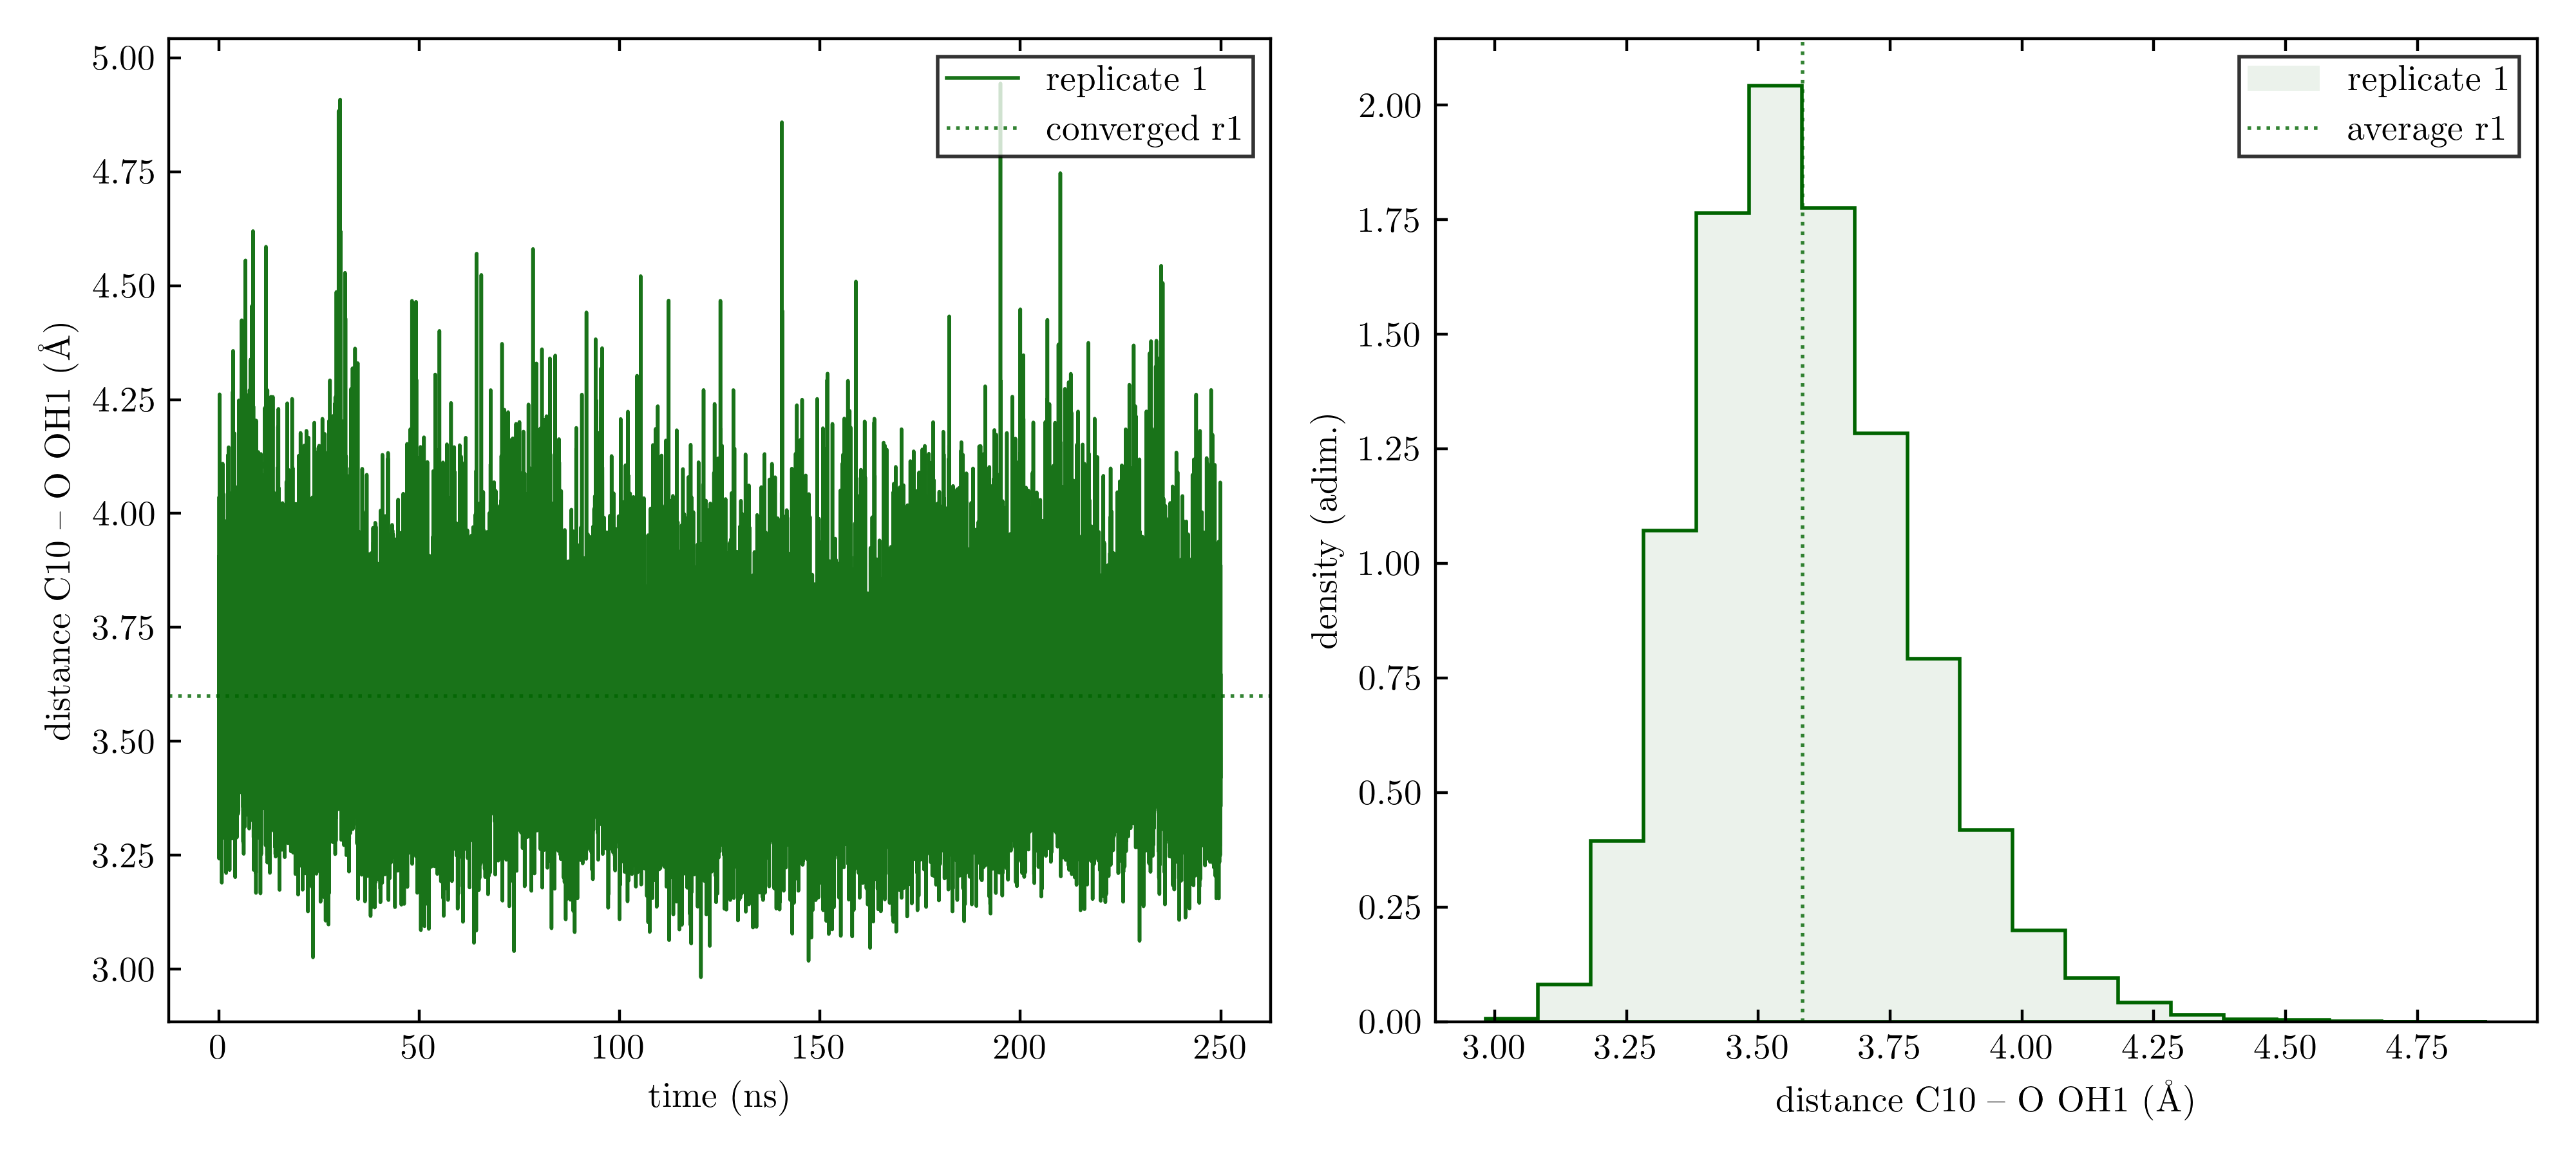 5.00
4.75
4.50
4.25
4.00
3.75
3.50
3.25
3.00
distance C10 – O OH1 (Å)
0 50 100 150 200 250
time (ns)
replicate 1
converged r1
2.00
1.75
1.50
1.25
1.00
0.75
0.50
0.25
0.00
density (adim.)
3.00 3.25 3.50 3.75 4.00 4.25 4.50 4.75
distance C10 – O OH1 (Å)
replicate 1
average r1